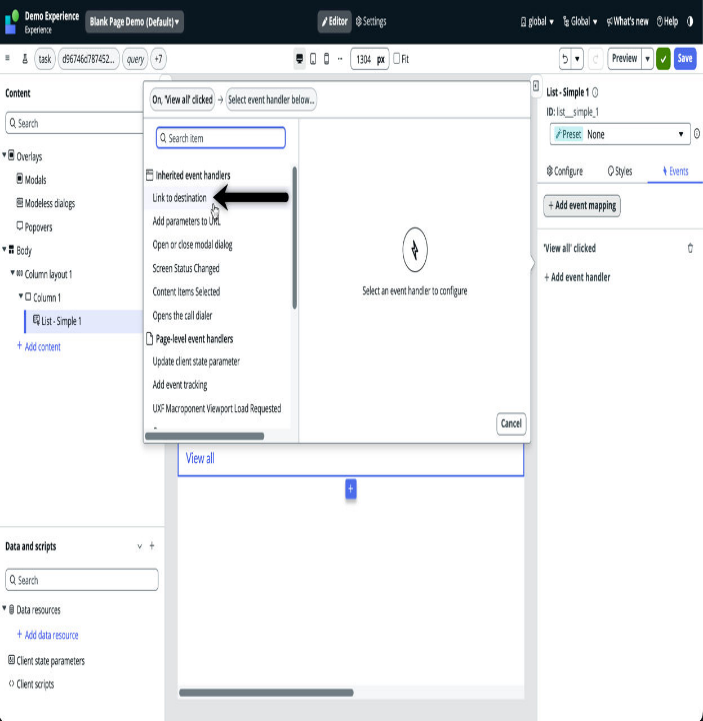 Demo Experience
Experience
Blank Page Demo (Default)
Editor
Settings
global
Global
What's new
Help
task
d96746d787452...
query
+7
1304 px
Fit
Preview
Save
Content
Search
Overlays
Modals
Modeless dialogs
Popovers
Body
Column layout 1
Column 1
List - Simple 1
+ Add content
Data and scripts
Search
Data resources
+ Add data resource
Client state parameters
Client scripts
On, 'View all' clicked → Select event handler below...
Search item
Inherited event handlers
Link to destination
Add parameters to URL
Open or close modal dialog
Screen Status Changed
Content Items Selected
Opens the call dialer
Page-level event handlers
Update client state parameter
Add event tracking
UXF Macroponent Viewport Load Requested
Select an event handler to configure
Cancel
View all
+
List - Simple 1
ID: list__simple_1
Preset None
Configure
Styles
Events
+ Add event mapping
'View all' clicked
+ Add event handler